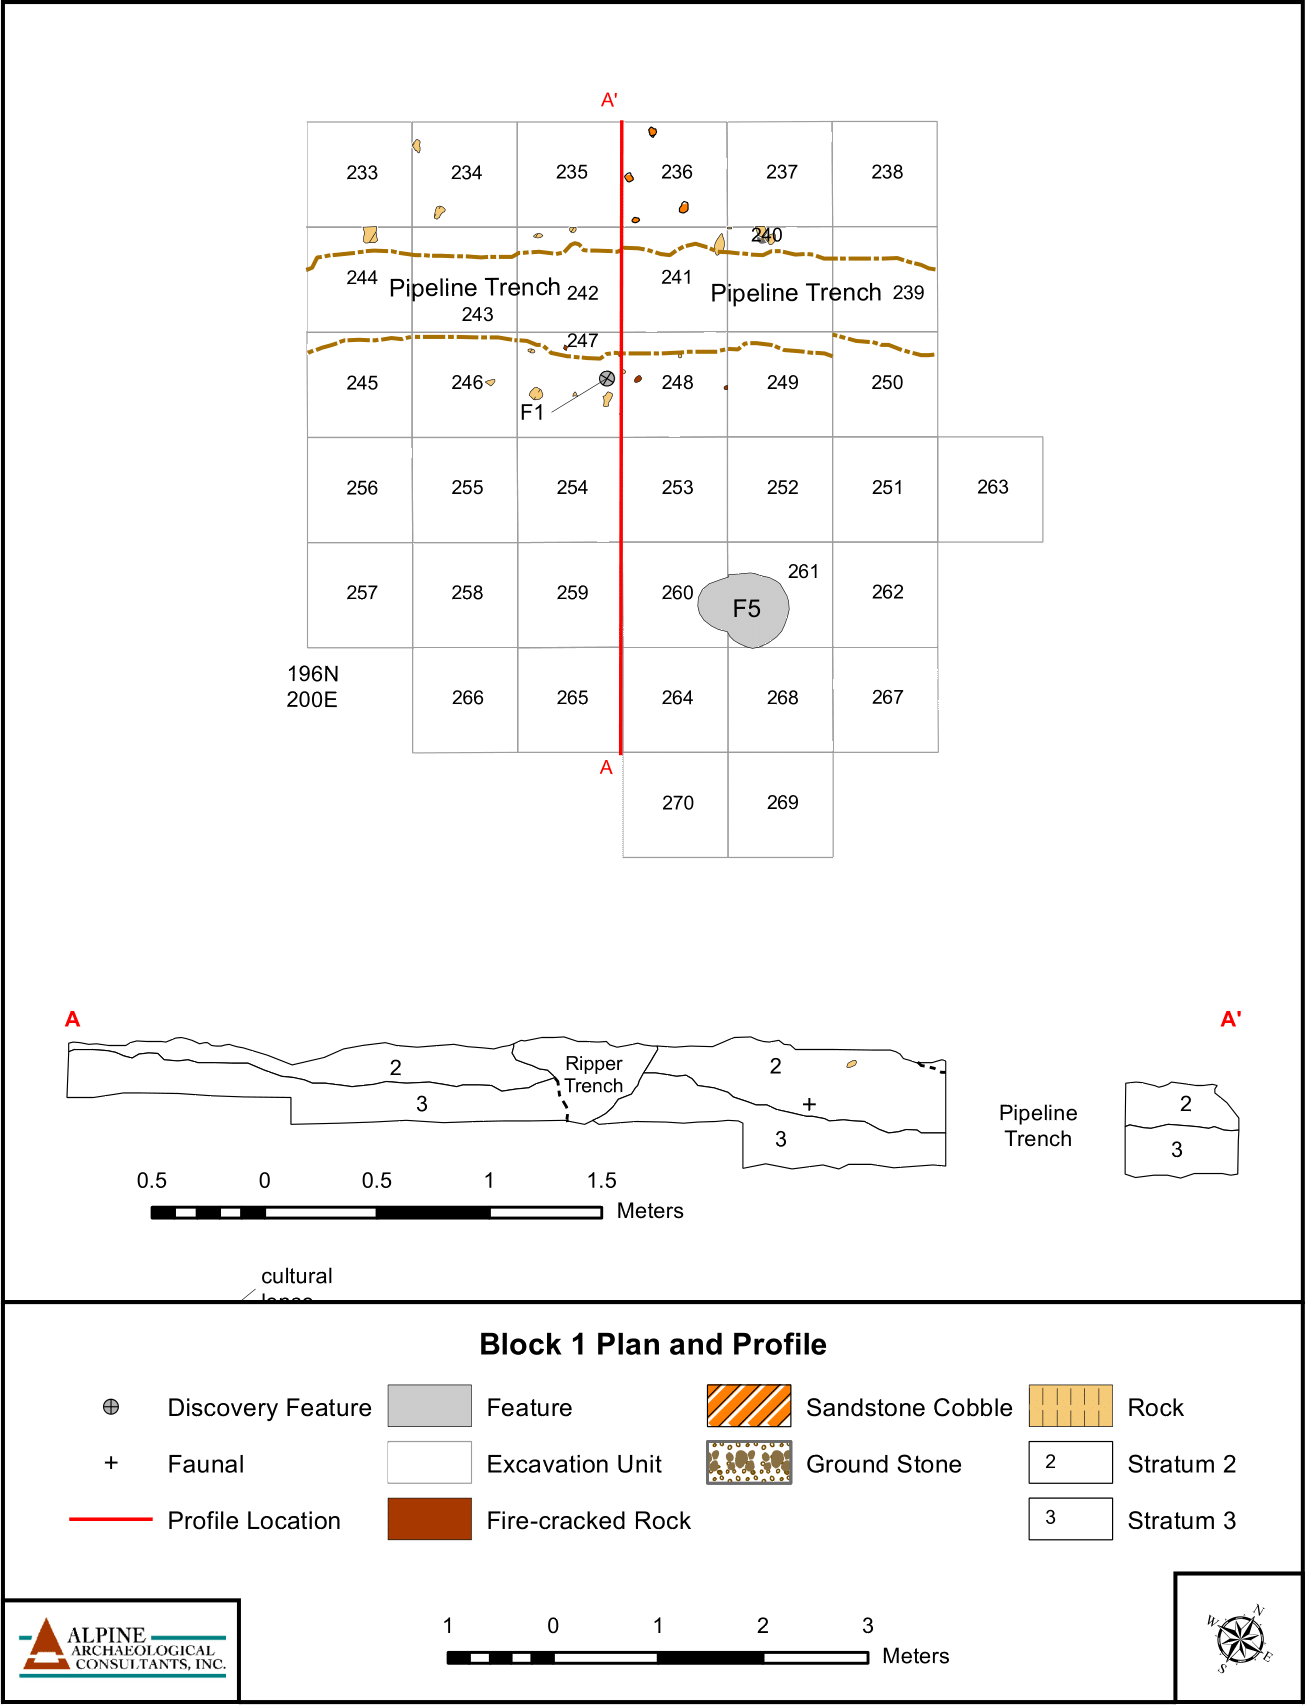 A'
233 234 235 236 237 238
240
244 Pipeline Trench 242 241 Pipeline Trench 239
243
247
245 246 248 249 250
F1
256 255 254 253 252 251 263
261
257 258 259 260 F5 262
196N
200E
266 265 264 268 267
A
270 269
A A'
2 Ripper Trench 2
3 3
Pipeline
Trench
2
3
0.5 0 0.5 1 1.5
Meters
cultural
Block 1 Plan and Profile
Discovery Feature Feature Sandstone Cobble Rock
+ Faunal Excavation Unit Ground Stone 2 Stratum 2
Profile Location Fire-cracked Rock 3 Stratum 3
ALPINE
ARCHAEOLOGICAL
CONSULTANTS, INC.
1 0 1 2 3
Meters
N
W
E
S